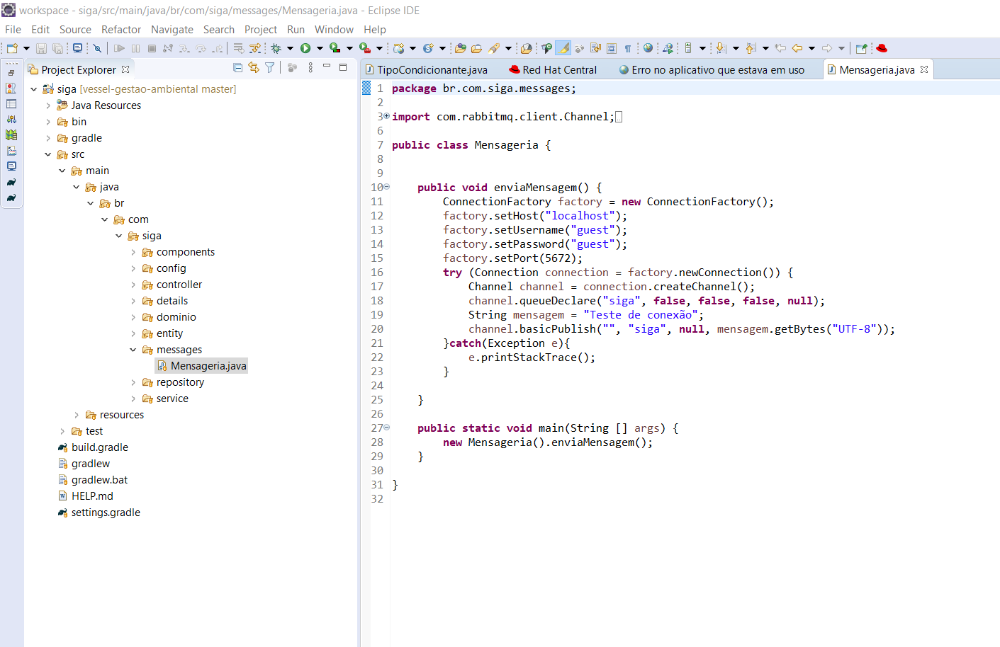 workspace - siga/src/main/java/br/com/siga/messages/Mensageria.java - Eclipse IDE
File Edit Source Refactor Navigate Search Project Run Window Help
Project Explorer
siga [vessel-gestao-ambiental master]
Java Resources
bin
gradle
src
main
java
br
com
siga
components
config
controller
details
dominio
entity
messages
Mensageria.java
repository
service
resources
test
build.gradle
gradlew
gradlew.bat
HELP.md
settings.gradle
TipoCondicionante.java Red Hat Central Erro no aplicativo que estava em uso Mensageria.java
1 package br.com.siga.messages;
2
3 import com.rabbitmq.client.Channel;
6
7 public class Mensageria {
8
9
10 public void enviaMensagem() {
11 ConnectionFactory factory = new ConnectionFactory();
12 factory.setHost("localhost");
13 factory.setUsername("guest");
14 factory.setPassword("guest");
15 factory.setPort(5672);
16 try (Connection connection = factory.newConnection()) {
17 Channel channel = connection.createChannel();
18 channel.queueDeclare("siga", false, false, false, null);
19 String mensagem = "Teste de conexão";
20 channel.basicPublish("", "siga", null, mensagem.getBytes("UTF-8"));
21 }catch(Exception e){
22 e.printStackTrace();
23 }
24
25 }
26
27 public static void main(String [] args) {
28 new Mensageria().enviaMensagem();
29 }
30
31 }
32